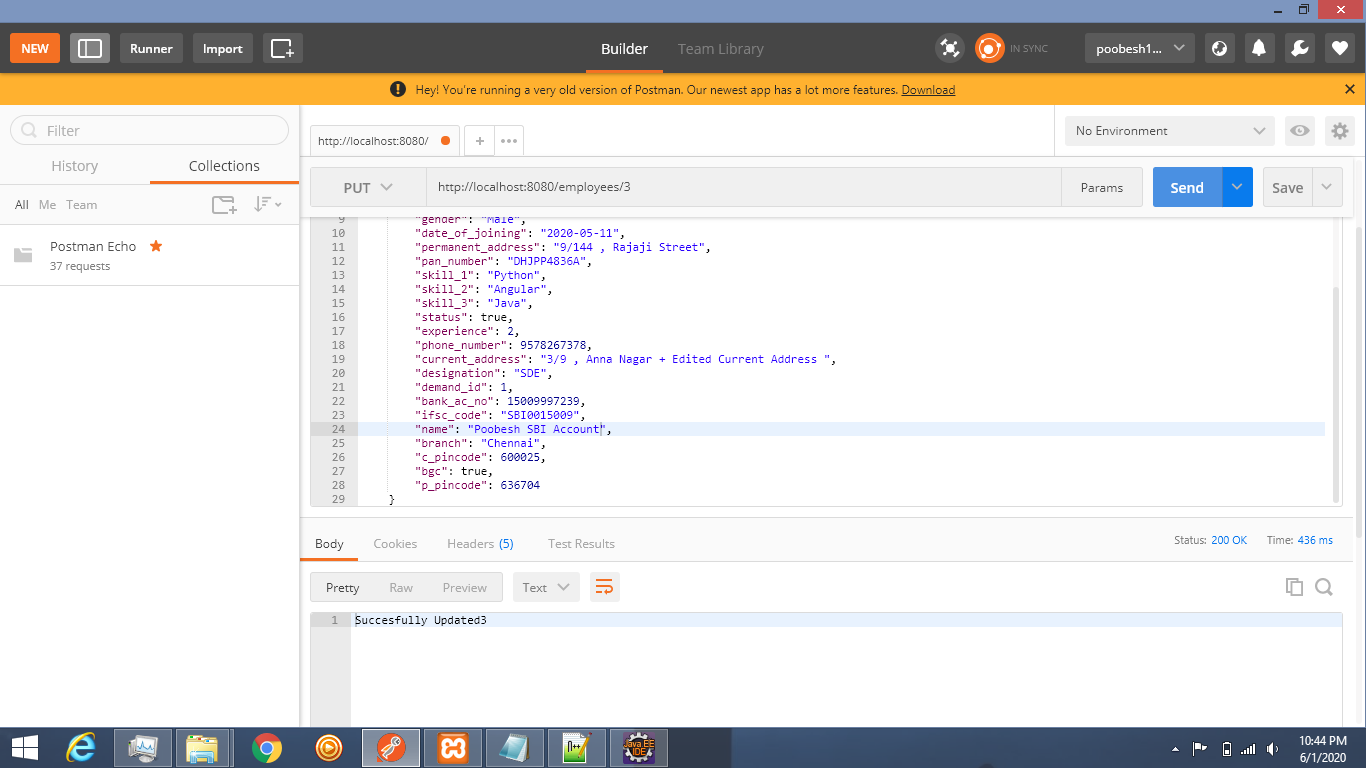 NEW
Runner
Import
Builder
Team Library
IN SYNC
poobesh1...
Hey! You're running a very old version of Postman. Our newest app has a lot more features. Download
Filter
History
Collections
All Me Team
Postman Echo
37 requests
http://localhost:8080/
No Environment
PUT
http://localhost:8080/employees/3
Params
Send
Save
9 "gender": "Male",
10 "date_of_joining": "2020-05-11",
11 "permanent_address": "9/144 , Rajaji Street",
12 "pan_number": "DHJPP4836A",
13 "skill_1": "Python",
14 "skill_2": "Angular",
15 "skill_3": "Java",
16 "status": true,
17 "experience": 2,
18 "phone_number": 9578267378,
19 "current_address": "3/9 , Anna Nagar + Edited Current Address ",
20 "designation": "SDE",
21 "demand_id": 1,
22 "bank_ac_no": 15009997239,
23 "ifsc_code": "SBI0015009",
24 "name": "Poobesh SBI Account",
25 "branch": "Chennai",
26 "c_pincode": 600025,
27 "bgc": true,
28 "p_pincode": 636704
29 }
Body
Cookies
Headers (5)
Test Results
Status: 200 OK
Time: 436 ms
Pretty
Raw
Preview
Text
1 Succesfully Updated3
Java EE
IDE
10:44 PM
6/1/2020